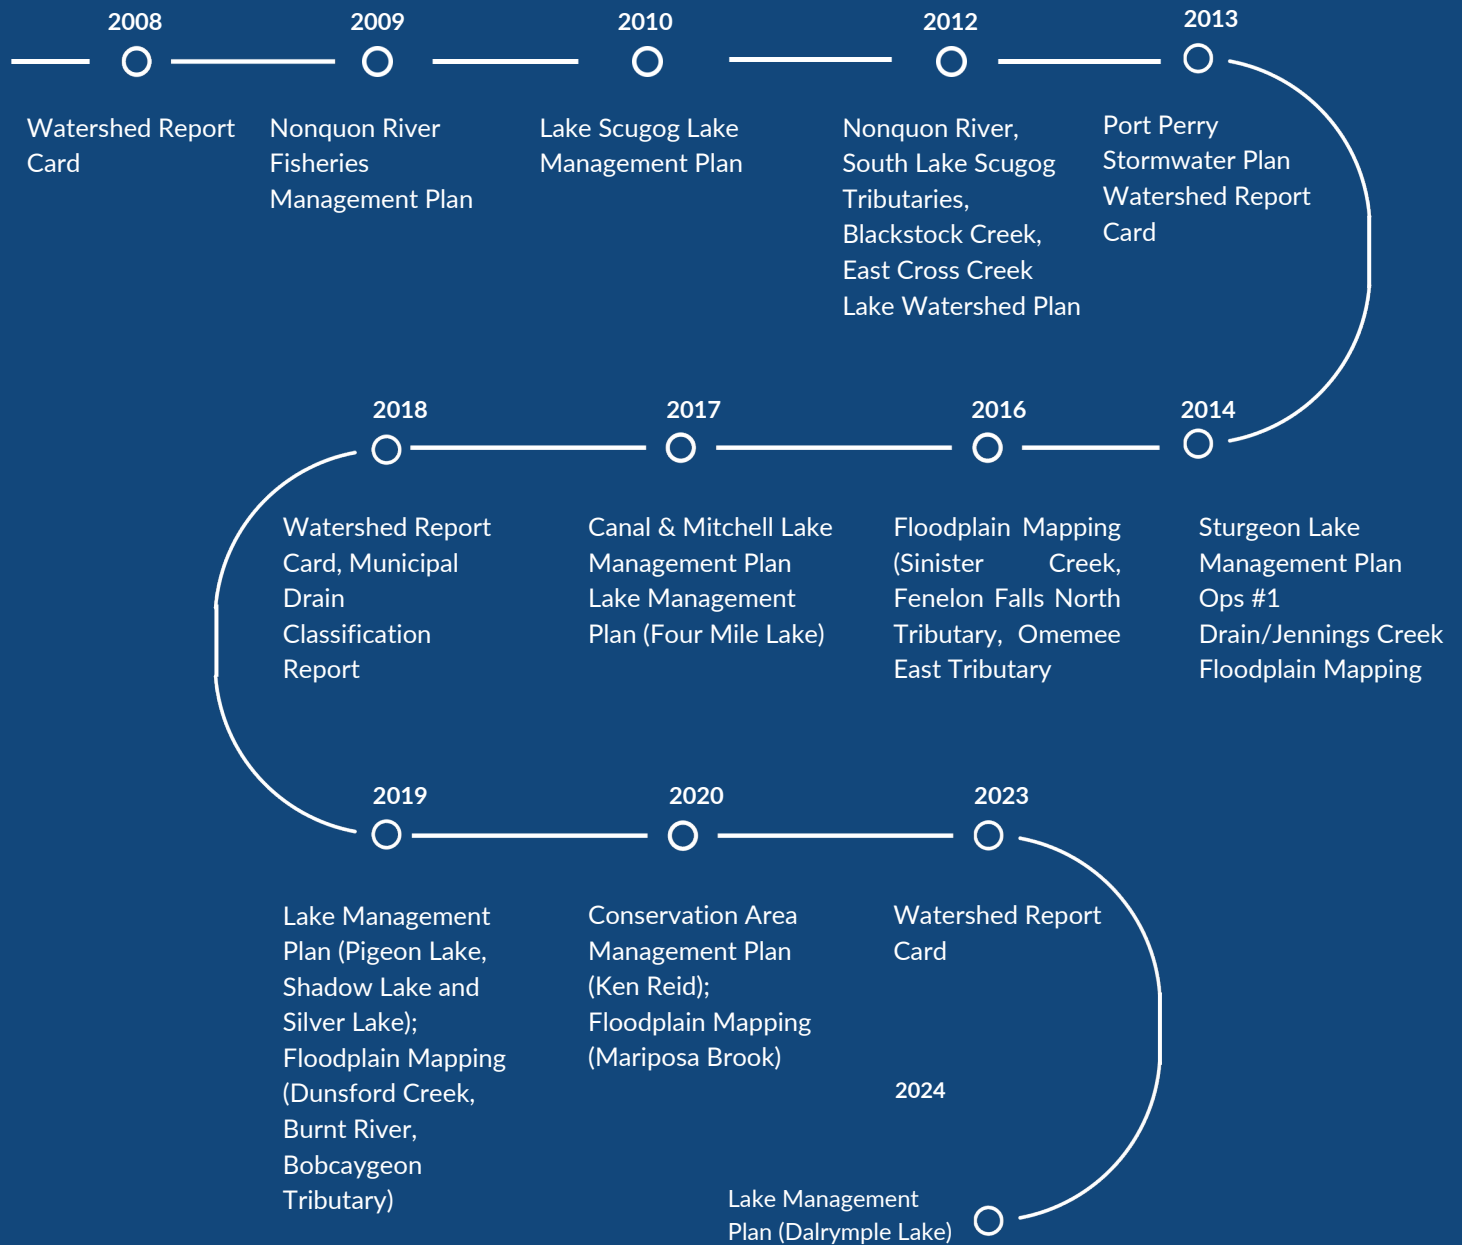 2008
Watershed Report
Card
2009
Nonquon River
Fisheries
Management Plan
2010
Lake Scugog Lake
Management Plan
2012
Nonquon River,
South Lake Scugog
Tributaries,
Blackstock Creek,
East Cross Creek
Lake Watershed Plan
2013
Port Perry
Stormwater Plan
Watershed Report
Card
2014
Sturgeon Lake
Management Plan
Ops #1
Drain/Jennings Creek
Floodplain Mapping
2016
Floodplain Mapping
(Sinister Creek,
Fenelon Falls North
Tributary, Omemee
East Tributary
2017
Canal & Mitchell Lake
Management Plan
Lake Management
Plan (Four Mile Lake)
2018
Watershed Report
Card, Municipal
Drain
Classification
Report
2019
Lake Management
Plan (Pigeon Lake,
Shadow Lake and
Silver Lake);
Floodplain Mapping
(Dunsford Creek,
Burnt River,
Bobcaygeon
Tributary)
2020
Conservation Area
Management Plan
(Ken Reid);
Floodplain Mapping
(Mariposa Brook)
2023
Watershed Report
Card
2024
Lake Management
Plan (Dalrymple Lake)